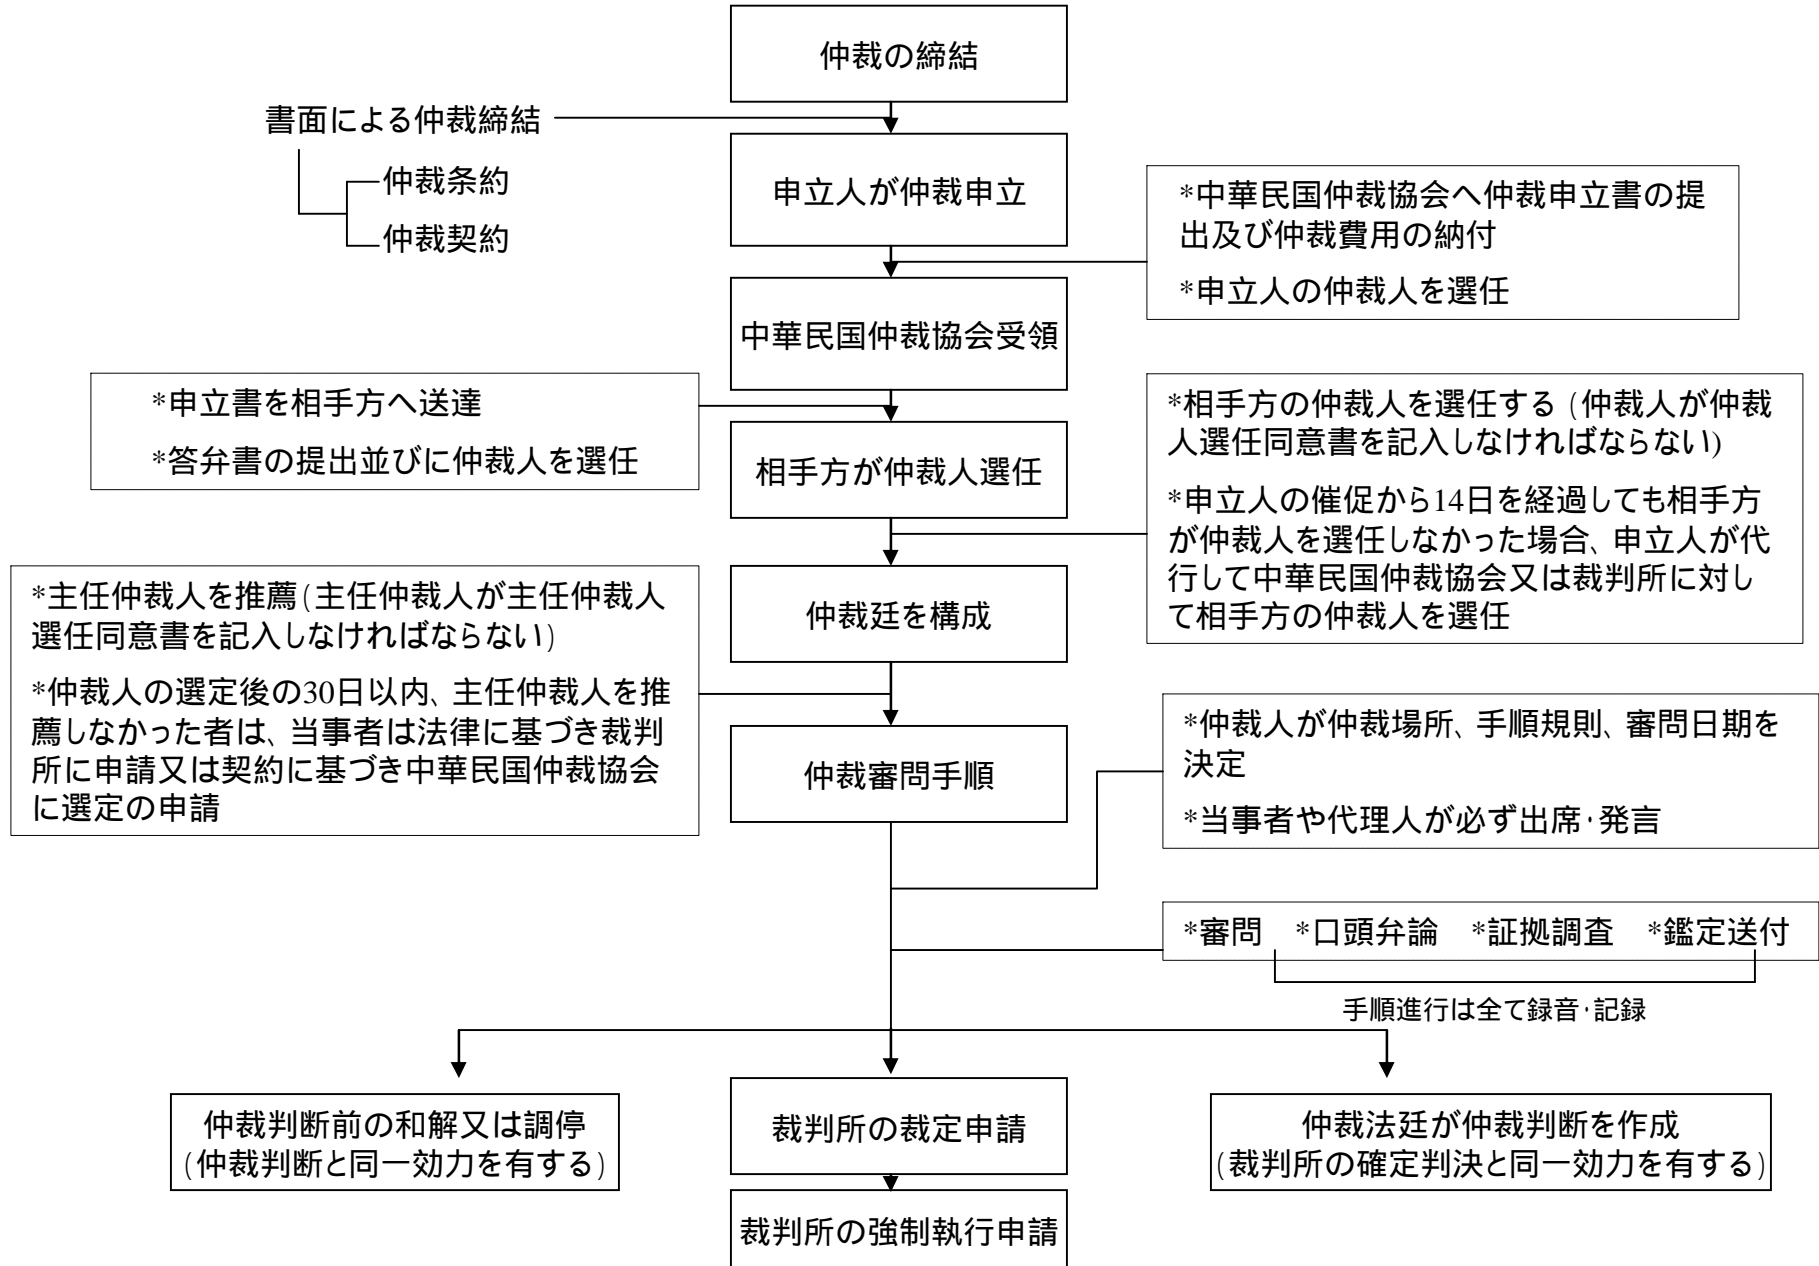 仲裁の締結
書面による仲裁締結
仲裁条約
仲裁契約
申立人が仲裁申立
*中華民国仲裁協会へ仲裁申立書の提
出及び仲裁費用の納付
*申立人の仲裁人を選任
中華民国仲裁協会受領
*申立書を相手方へ送達
*答弁書の提出並びに仲裁人を選任
相手方が仲裁人選任
*相手方の仲裁人を選任する(仲裁人が仲裁
人選任同意書を記入しなければならない)
*申立人の催促から14日を経過しても相手方
が仲裁人を選任しなかった場合、申立人が代
行して中華民国仲裁協会又は裁判所に対し
て相手方の仲裁人を選任
仲裁廷を構成
*主任仲裁人を推薦(主任仲裁人が主任仲裁人
選任同意書を記入しなければならない)
*仲裁人の選定後の30日以内、主任仲裁人を推
薦しなかった者は、当事者は法律に基づき裁判
所に申請又は契約に基づき中華民国仲裁協会
に選定の申請
仲裁審問手順
*仲裁人が仲裁場所、手順規則、審問日期を
決定
*当事者や代理人が必ず出席・発言
*審問 *口頭弁論 *証拠調査 *鑑定送付
手順進行は全て録音・記録
仲裁判断前の和解又は調停
(仲裁判断と同一効力を有する)
裁判所の裁定申請
仲裁法廷が仲裁判断を作成
(裁判所の確定判決と同一効力を有する)
裁判所の強制執行申請